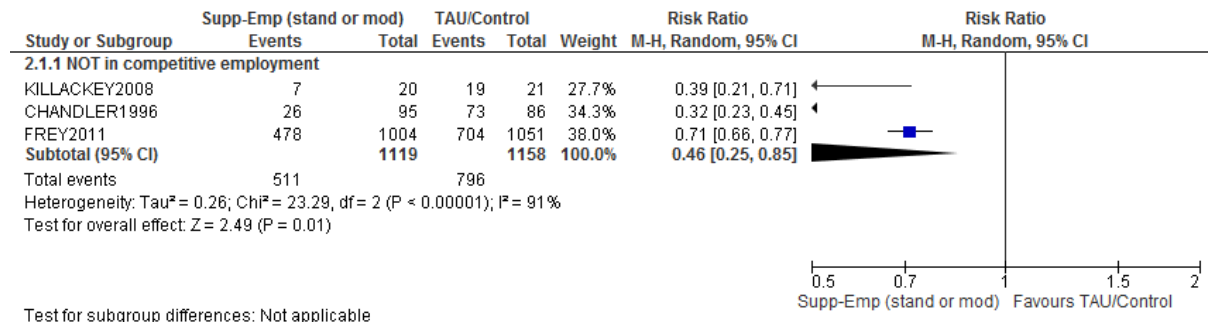 Supp-Emp (stand or mod) TAU/Control Risk Ratio Risk Ratio
Study or Subgroup Events Total Events Total Weight M-H, Random, 95% CI M-H, Random, 95% CI
2.1.1 NOT in competitive employment
KILLACKEY2008 7 20 19 21 27.7% 0.39 [0.21, 0.71]
CHANDLER1996 26 95 73 86 34.3% 0.32 [0.23, 0.45]
FREY2011 478 1004 704 1051 38.0% 0.71 [0.66, 0.77]
Subtotal (95% CI) 1119 1158 100.0% 0.46 [0.25, 0.85]
Total events 511 796
Heterogeneity: Tau² = 0.26; Chi² = 23.29, df = 2 (P < 0.00001); I² = 91%
Test for overall effect: Z = 2.49 (P = 0.01)
0.5 0.7 1 1.5 2
Supp-Emp (stand or mod) Favours TAU/Control
Test for subgroup differences: Not applicable